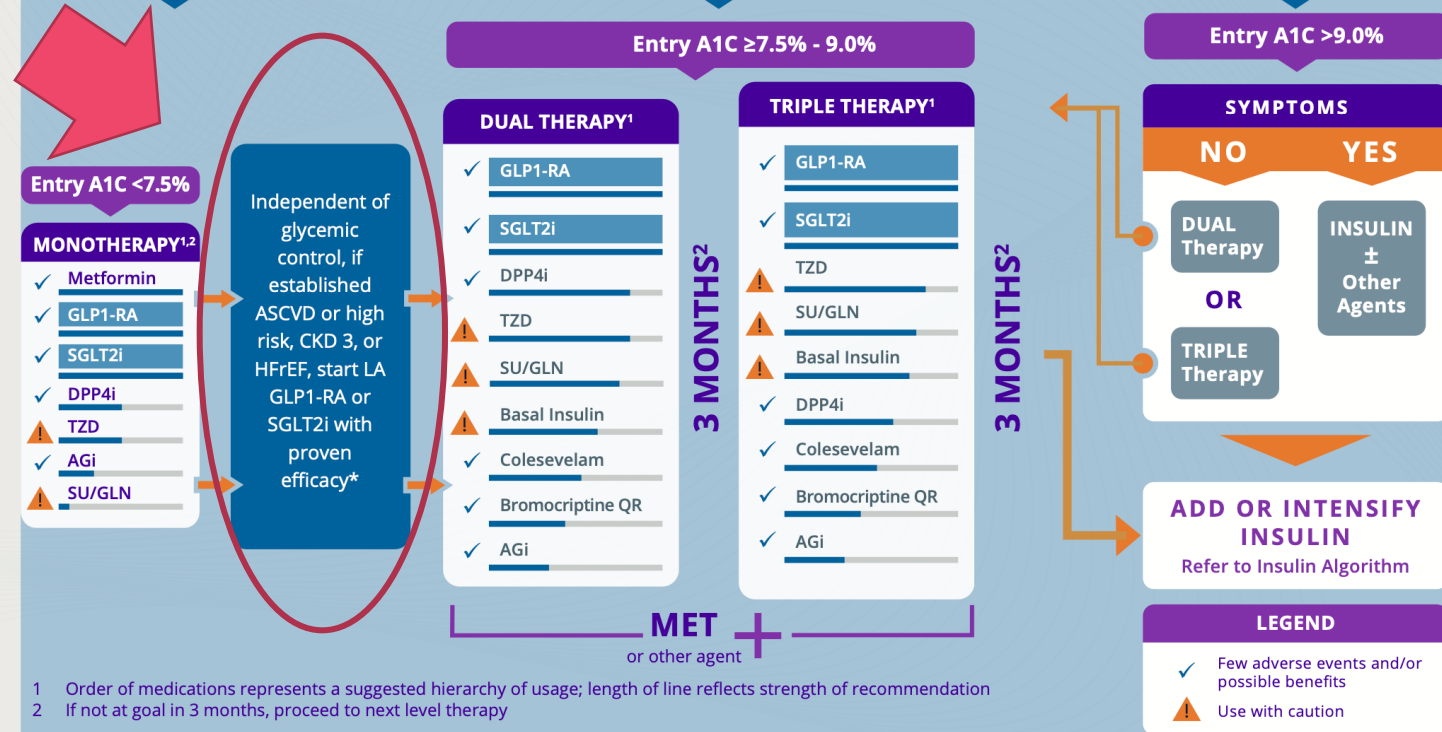 Entry A1C <7.5%
MONOTHERAPY1,2
Metformin
GLP1-RA
SGLT2i
DPP4i
TZD
AGi
SU/GLN
Independent of
glycemic
control, if
established
ASCVD or high
risk, CKD 3, or
HFrEF, start LA
GLP1-RA or
SGLT2i with
proven
efficacy*
Entry A1C ≥7.5% - 9.0%
DUAL THERAPY1
GLP1-RA
SGLT2i
DPP4i
TZD
SU/GLN
Basal Insulin
Colesevelam
Bromocriptine QR
AGi
3 MONTHS2
TRIPLE THERAPY1
GLP1-RA
SGLT2i
TZD
SU/GLN
Basal Insulin
DPP4i
Colesevelam
Bromocriptine QR
AGi
3 MONTHS2
MET
or other agent
Entry A1C >9.0%
SYMPTOMS
NO
YES
DUAL
Therapy
OR
TRIPLE
Therapy
INSULIN
±
Other
Agents
ADD OR INTENSIFY
INSULIN
Refer to Insulin Algorithm
LEGEND
Few adverse events and/or
possible benefits
Use with caution
1 Order of medications represents a suggested hierarchy of usage; length of line reflects strength of recommendation
2 If not at goal in 3 months, proceed to next level therapy